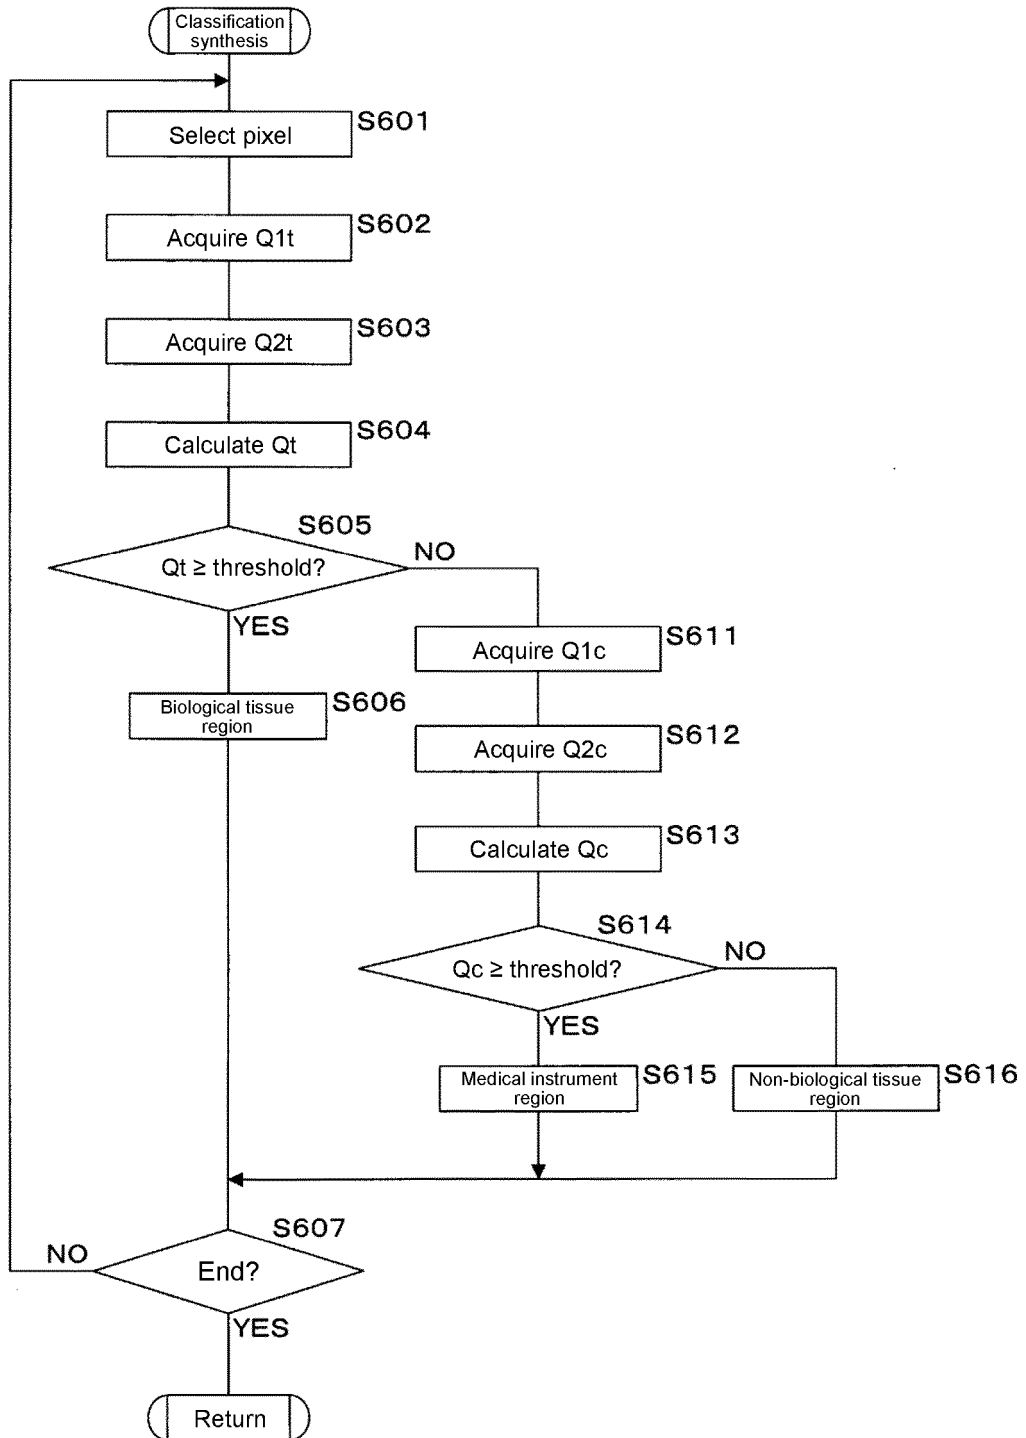 Classification
synthesis
S601
Select pixel
S602
Acquire Q1t
S603
Acquire Q2t
S604
Calculate Qt
S605
Qt ≥ threshold?
NO
YES
S606
Biological tissue
region
S611
Acquire Q1c
S612
Acquire Q2c
S613
Calculate Qc
S614
Qc ≥ threshold?
NO
YES
Medical instrument
region
S615
Non-biological tissue
region
S616
S607
End?
NO
YES
Return